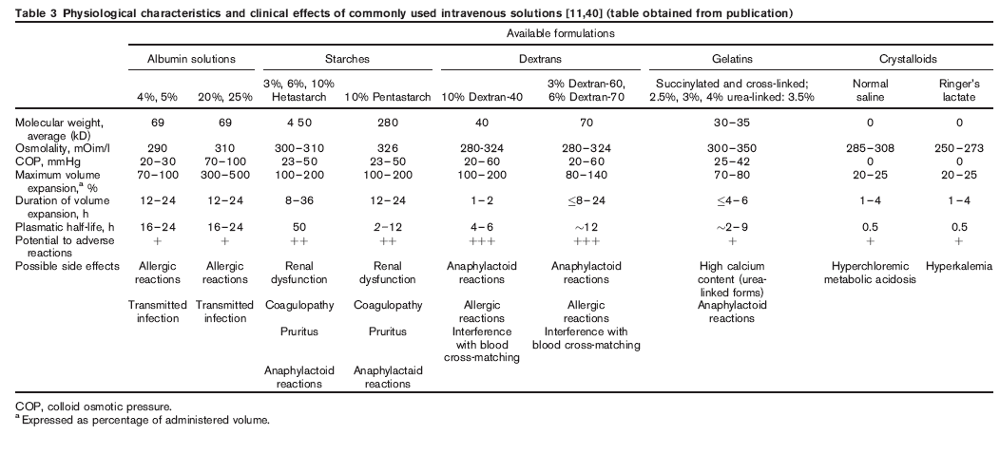 Table 3 Physiological characteristics and clinical effects of commonly used intravenous solutions [11,40] (table obtained from publication)
Available formulations
Albumin solutions Starches Dextrans Gelatins Crystalloids
4%, 5% 20%, 25% 3%, 6%, 10% Hetastarch 10% Pentastarch 10% Dextran-40 3% Dextran-60, 6% Dextran-70 Succinylated and cross-linked; 2.5%, 3%, 4% urea-linked: 3.5% Normal saline Ringer's lactate
Molecular weight, average (kD) 69 69 4 50 280 40 70 30–35 0 0
Osmolality, mOim/l 290 310 300–310 326 280-324 280–324 300–350 285–308 250–273
COP, mmHg 20–30 70–100 23–50 23–50 20–60 20–60 25–42 0 0
Maximum volume expansion,a % 70–100 300–500 100–200 100–200 100–200 80–140 70–80 20–25 20–25
Duration of volume expansion, h 12–24 12–24 8–36 12–24 1–2 ≤8–24 ≤4–6 1–4 1–4
Plasmatic half-life, h 16–24 16–24 50 2–12 4–6 ~12 ~2–9 0.5 0.5
Potential to adverse reactions + + ++ ++ +++ +++ + + +
Possible side effects Allergic reactions Allergic reactions Renal dysfunction Renal dysfunction Anaphylactoid reactions Anaphylactoid reactions High calcium content (urea-linked forms) Hyperchloremic metabolic acidosis Hyperkalemia
Transmitted infection Transmitted infection Coagulopathy Coagulopathy Allergic reactions Allergic reactions Anaphylactoid reactions
Pruritus Pruritus Interference with blood cross-matching Interference with blood cross-matching
Anaphylactoid reactions Anaphylactaid reactions
COP, colloid osmotic pressure.
a Expressed as percentage of administered volume.